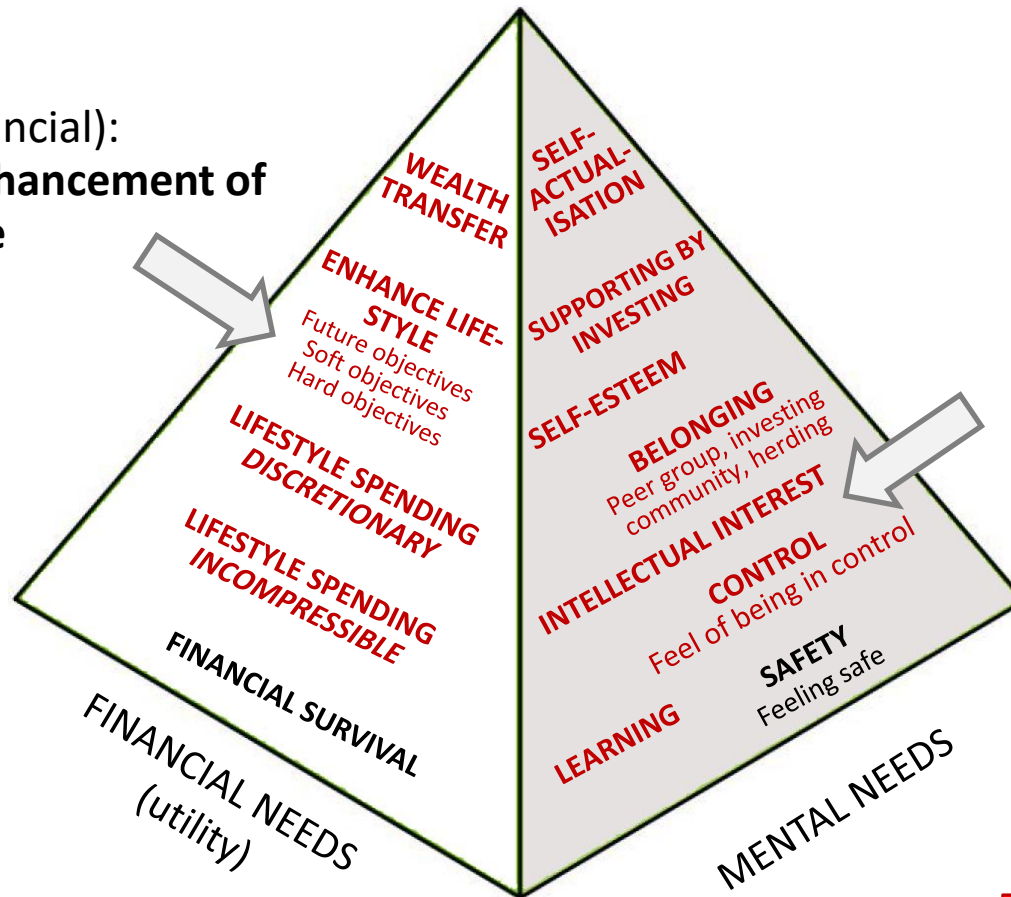 ncial):
hancement of
e
WEALTH
TRANSFER
ENHANCE LIFE-
STYLE
Future objectives
Soft objectives
Hard objectives
LIFESTYLE SPENDING
DISCRETIONARY
LIFESTYLE SPENDING
INCOMPRESSIBLE
FINANCIAL SURVIVAL
FINANCIAL NEEDS
(utility)
SELF-
ACTUAL-
ISATION
SUPPORTING BY
INVESTING
SELF-ESTEEM
BELONGING
Peer group, investing
community, herding
INTELLECTUAL INTEREST
CONTROL
Feel of being in control
SAFETY
Feeling safe
LEARNING
MENTAL NEEDS